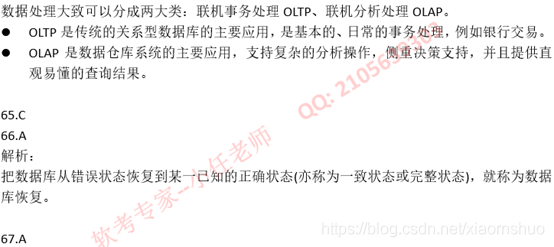 数据处理大致可以分成两大类：联机事务处理 OLTP、联机分析处理 OLAP。
● OLTP 是传统的关系型数据库的主要应用，是基本的、日常的事务处理，例如银行交易。
● OLAP 是数据仓库系统的主要应用，支持复杂的分析操作，侧重决策支持，并且提供直
观易懂的查询结果。
65.C
66.A
解析：
把数据库从错误状态恢复到某一已知的正确状态(亦称为一致状态或完整状态)，就称为数据
库恢复。
67.A
软考专家--小任老师
https://blog.csdn.net/xiaomshuo